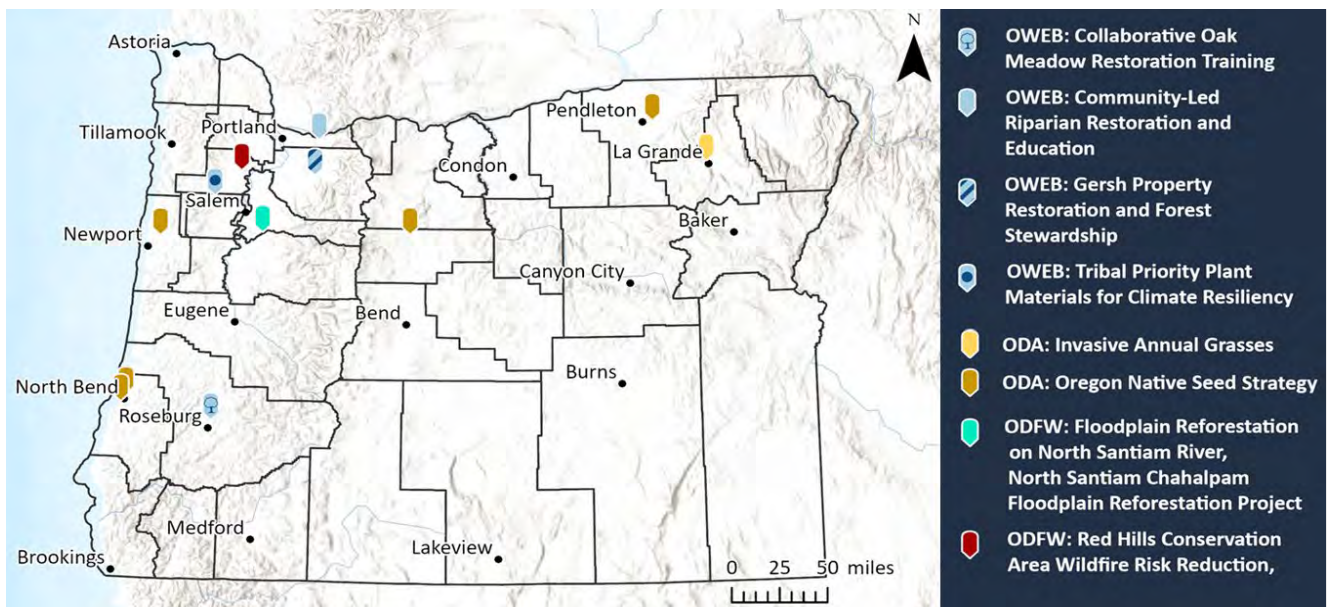 N
Astoria
Tillamook
Portland
Pendleton
La Grande
Condon
Salem
Newport
Baker
Canyon City
Eugene
Bend
North Bend
Roseburg
Burns
Medford
Lakeview
Brookings
0 25 50 miles
OWEB: Collaborative Oak
Meadow Restoration Training
OWEB: Community-Led
Riparian Restoration and
Education
OWEB: Gersh Property
Restoration and Forest
Stewardship
OWEB: Tribal Priority Plant
Materials for Climate Resiliency
ODA: Invasive Annual Grasses
ODA: Oregon Native Seed Strategy
ODFW: Floodplain Reforestation
on North Santiam River,
North Santiam Chahalpam
Floodplain Reforestation Project
ODFW: Red Hills Conservation
Area Wildfire Risk Reduction,